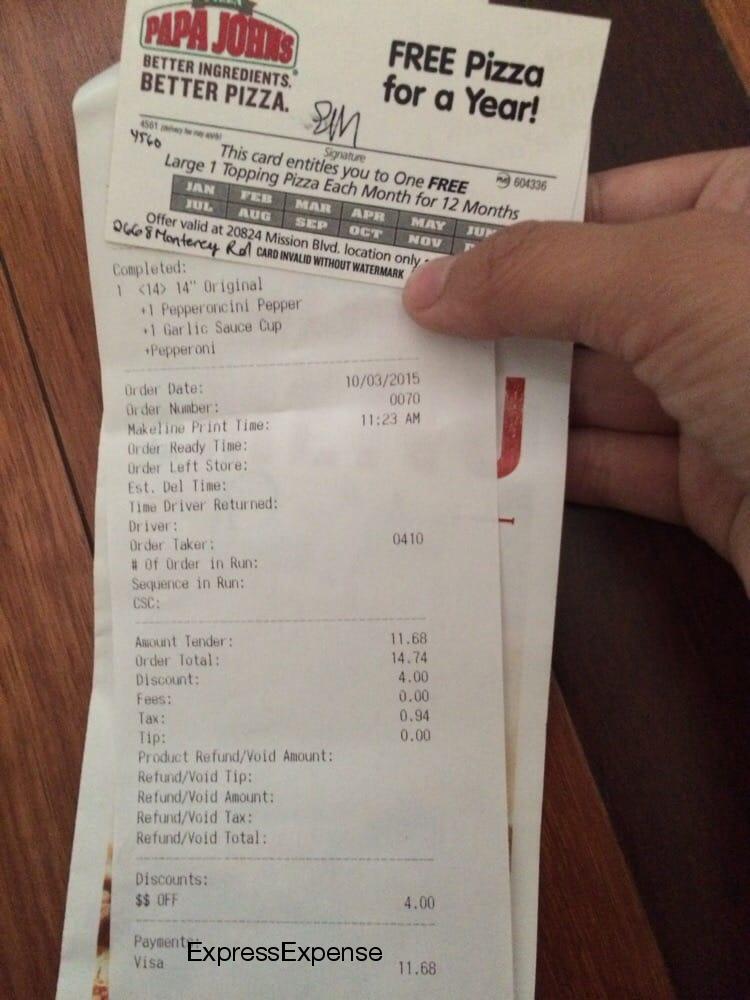 PAPA JOHNS
BETTER INGREDIENTS.
BETTER PIZZA.
FREE Pizza
for a Year!
Signature
4561
4560
604336
This card entitles you to One FREE
Large 1 Topping Pizza Each Month for 12 Months
JAN FEB MAR APR MAY JUN
JUL AUG SEP OCT NOV
Offer valid at 20824 Mission Blvd. location only
2668 Monterey Rd CARD INVALID WITHOUT WATERMARK
Completed:
1 <14> 14" Original
+1 Pepperoncini Pepper
+1 Garlic Sauce Cup
+Pepperoni
Order Date: 10/03/2015
Order Number: 0070
Makeline Print Time: 11:23 AM
Order Ready Time:
Order Left Store:
Est. Del Time:
Time Driver Returned:
Driver:
Order Taker: 0410
# Of Order in Run:
Sequence in Run:
CSC:
Amount Tender: 11.68
Order Total: 14.74
Discount: 4.00
Fees: 0.00
Tax: 0.94
Tip: 0.00
Product Refund/Void Amount:
Refund/Void Tip:
Refund/Void Amount:
Refund/Void Tax:
Refund/Void Total:
Discounts:
$$ OFF 4.00
Payments
ExpressExpense
Visa 11.68